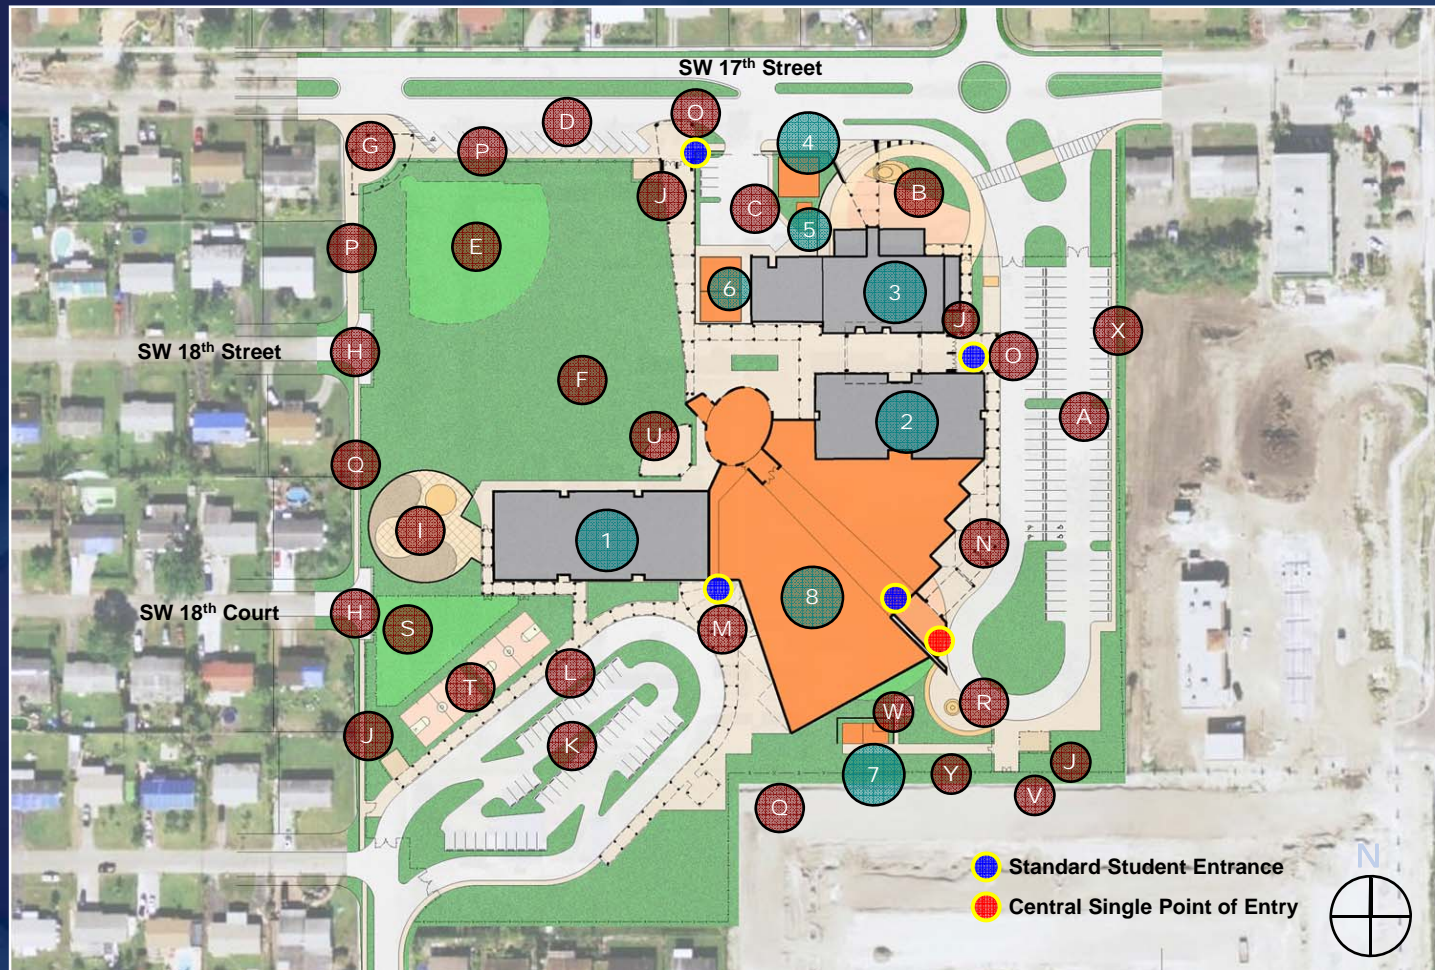 SW 17th Street
O
D
4
G
P
B
J
C
5
E
P
6
3
J
X
H
SW 18th Street
O
F
A
2
U
Q
I
1
N
8
H
SW 18th Court
S
M
L
T
R
W
J
K
J
7
Y
V
Q
Standard Student Entrance
Central Single Point of Entry
N